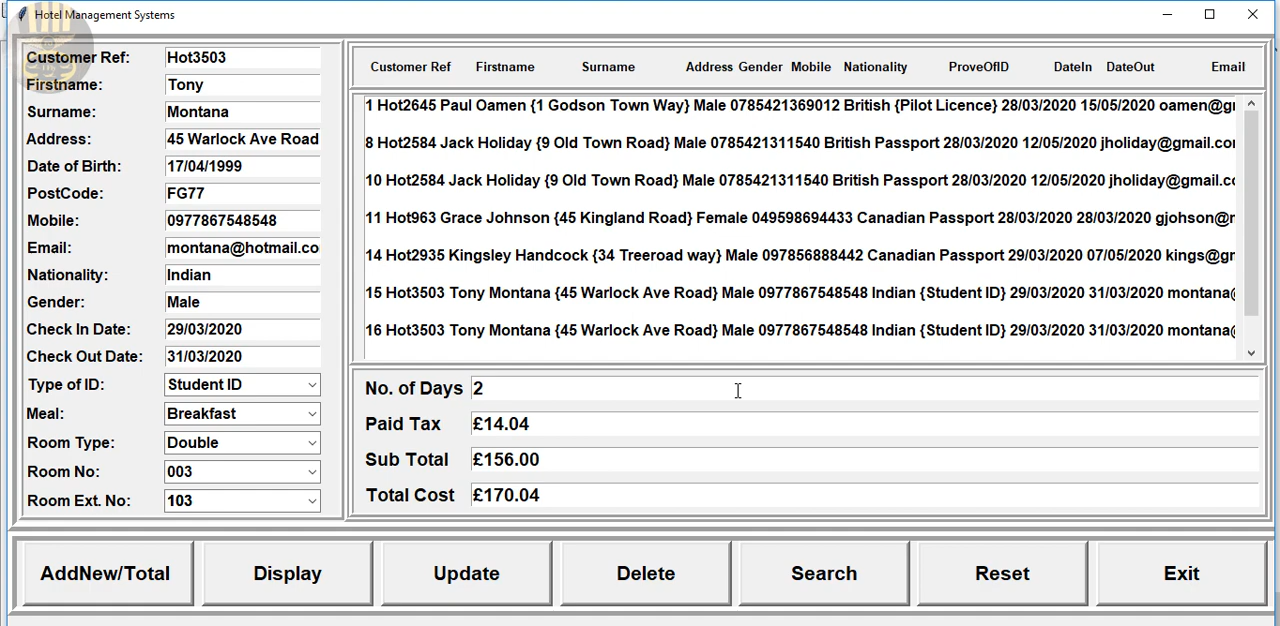 Hotel Management Systems
Customer Ref: Hot3503
Firstname: Tony
Surname: Montana
Address: 45 Warlock Ave Road
Date of Birth: 17/04/1999
PostCode: FG77
Mobile: 0977867548548
Email: montana@hotmail.co
Nationality: Indian
Gender: Male
Check In Date: 29/03/2020
Check Out Date: 31/03/2020
Type of ID: Student ID
Meal: Breakfast
Room Type: Double
Room No: 003
Room Ext. No: 103
Customer Ref Firstname Surname Address Gender Mobile Nationality ProveOfID DateIn DateOut Email
1 Hot2645 Paul Oamen {1 Godson Town Way} Male 0785421369012 British {Pilot Licence} 28/03/2020 15/05/2020 oamen@g
8 Hot2584 Jack Holiday {9 Old Town Road} Male 0785421311540 British Passport 28/03/2020 12/05/2020 jholiday@gmail.co
10 Hot2584 Jack Holiday {9 Old Town Road} Male 0785421311540 British Passport 28/03/2020 12/05/2020 jholiday@gmail.c
11 Hot963 Grace Johnson {45 Kingland Road} Female 049598694433 Canadian Passport 28/03/2020 28/03/2020 gjohson@
14 Hot2935 Kingsley Handcock {34 Treeroad way} Male 097856888442 Canadian Passport 29/03/2020 07/05/2020 kings@g
15 Hot3503 Tony Montana {45 Warlock Ave Road} Male 0977867548548 Indian {Student ID} 29/03/2020 31/03/2020 montana@
16 Hot3503 Tony Montana {45 Warlock Ave Road} Male 0977867548548 Indian {Student ID} 29/03/2020 31/03/2020 montana@
No. of Days 2
Paid Tax £14.04
Sub Total £156.00
Total Cost £170.04
AddNew/Total Display Update Delete Search Reset Exit